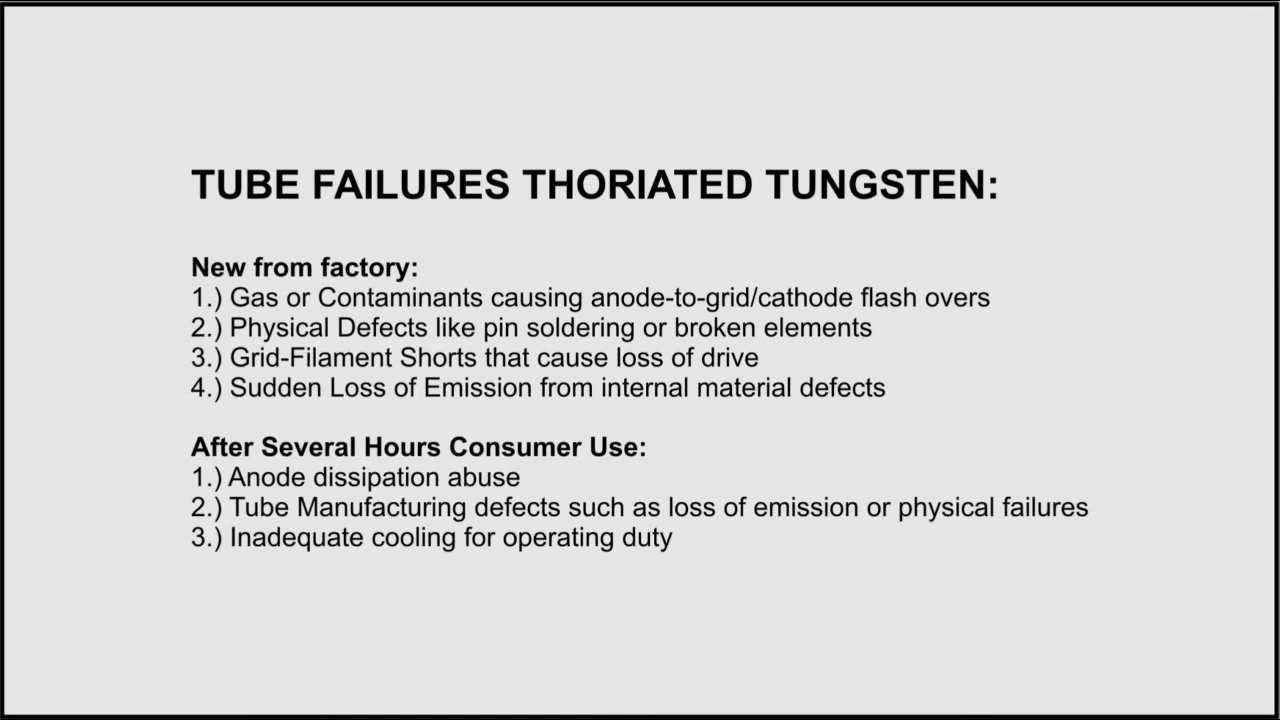 TUBE FAILURES THORIATED TUNGSTEN:
New from factory:
1.) Gas or Contaminants causing anode-to-grid/cathode flash overs
2.) Physical Defects like pin soldering or broken elements
3.) Grid-Filament Shorts that cause loss of drive
4.) Sudden Loss of Emission from internal material defects
After Several Hours Consumer Use:
1.) Anode dissipation abuse
2.) Tube Manufacturing defects such as loss of emission or physical failures
3.) Inadequate cooling for operating duty